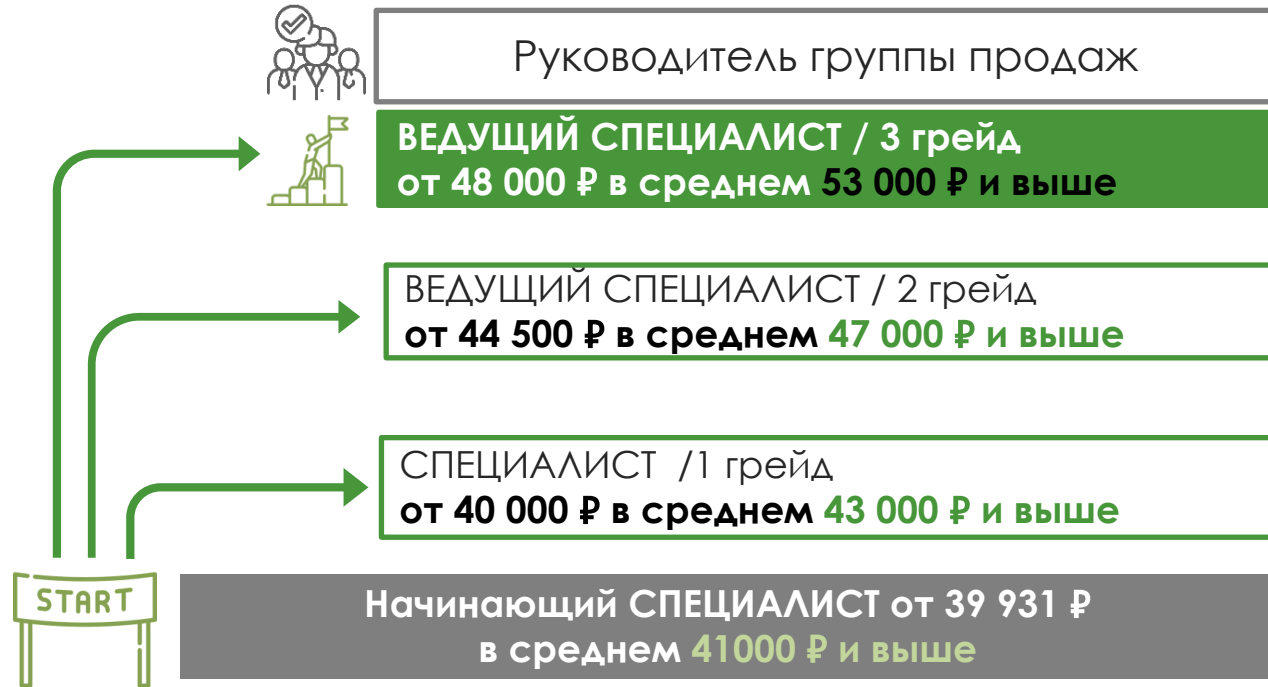 Руководитель группы продаж
ВЕДУЩИЙ СПЕЦИАЛИСТ / 3 грейд
от 48 000 ₽ в среднем 53 000 ₽ и выше
ВЕДУЩИЙ СПЕЦИАЛИСТ / 2 грейд
от 44 500 ₽ в среднем 47 000 ₽ и выше
СПЕЦИАЛИСТ /1 грейд
от 40 000 ₽ в среднем 43 000 ₽ и выше
START
Начинающий СПЕЦИАЛИСТ от 39 931 ₽
в среднем 41000 ₽ и выше